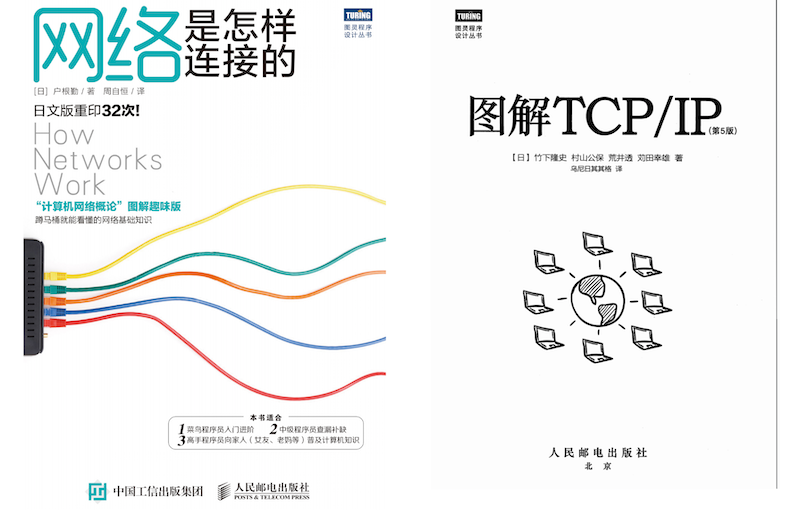 网络是怎样
连接的
TURING
图灵程序
设计丛书
[日] 户根勤 / 著 周自恒 / 译
日文版重印32次!
How
Networks
Work
“计算机网络概论”图解趣味版
蹲马桶就能看懂的网络基础知识
本书适合
1 菜鸟程序员入门进阶 2 中级程序员查漏补缺
3 高手程序员向家人(女友、老妈等)普及计算机知识
中国工信出版集团
人民邮电出版社
POSTS & TELECOM PRESS
TURING
图灵程序
设计丛书
图解TCP/IP(第5版)
【日】竹下隆史 村山公保 荒井透 苅田幸雄 著
乌尼日其其格 译
人民邮电出版社
北京